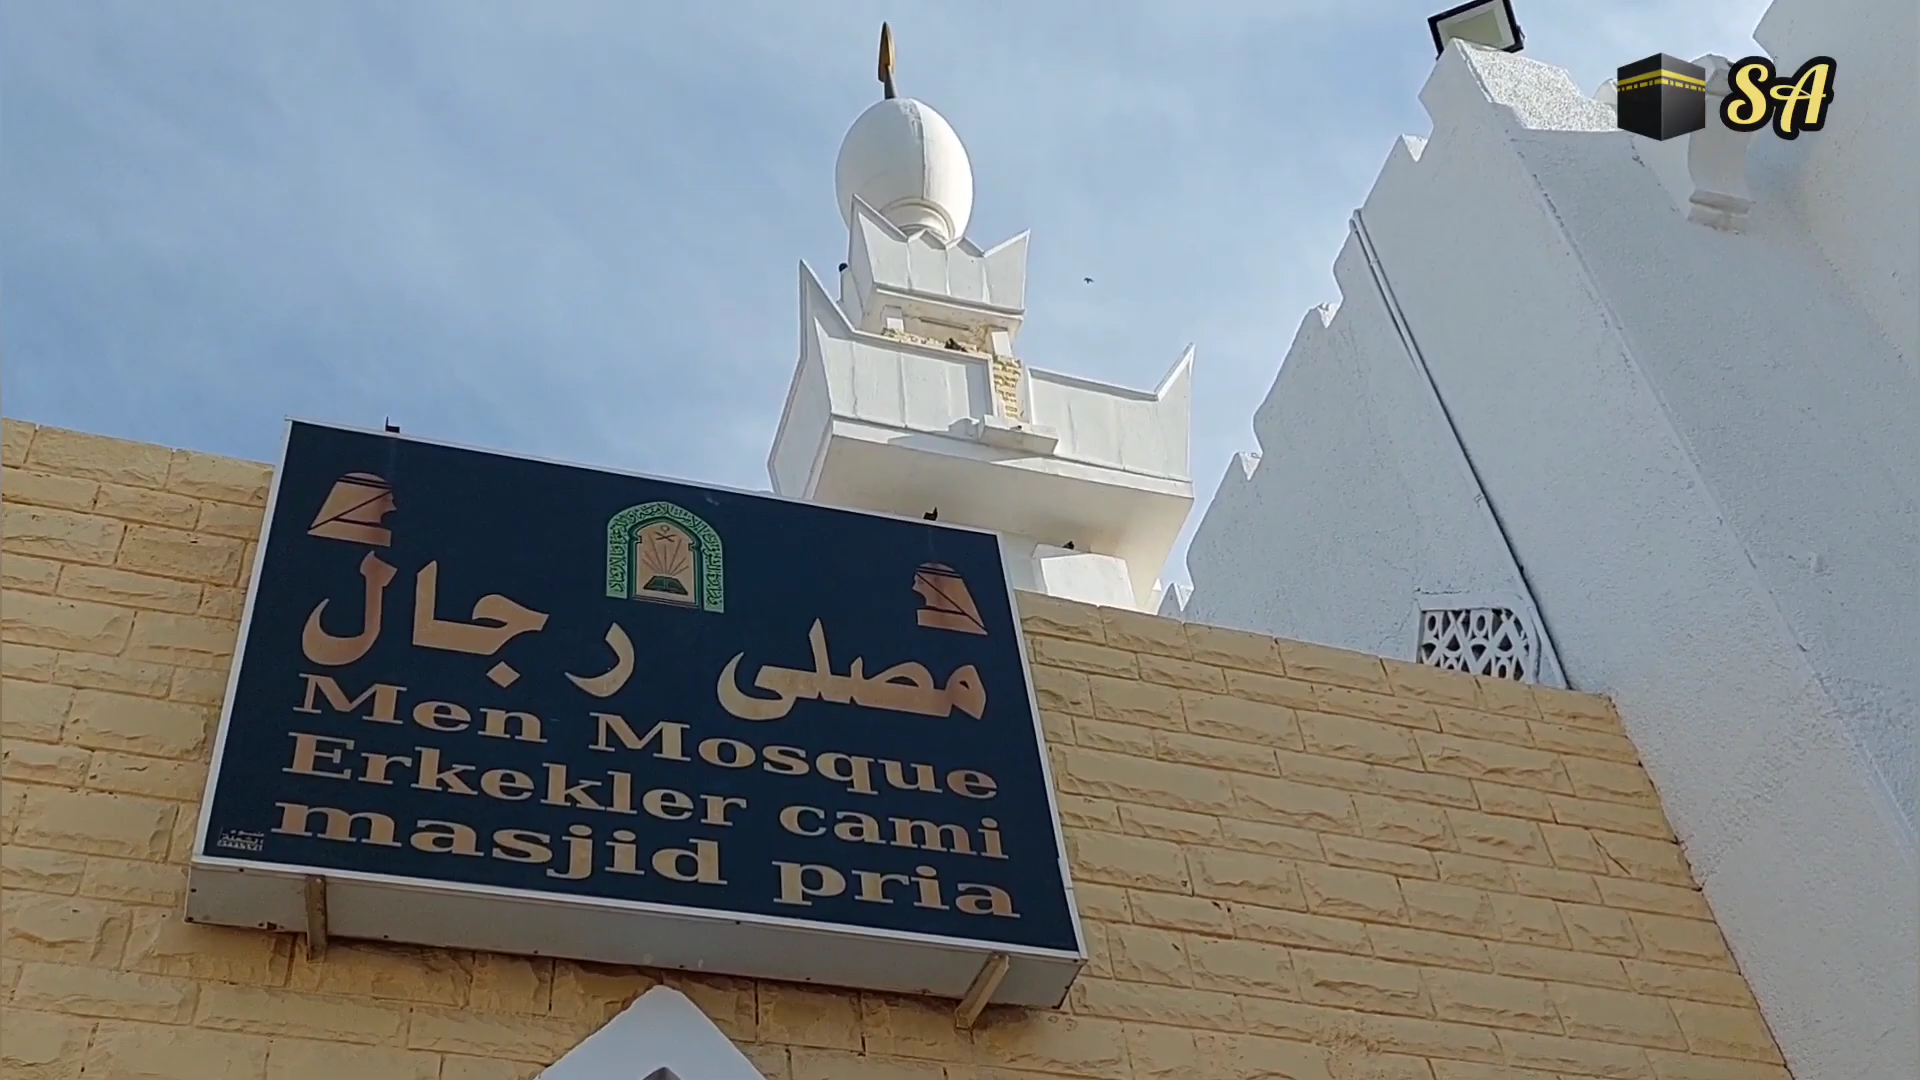 SA
مصلى رجال
Men Mosque
Erkekler cami
masjid pria